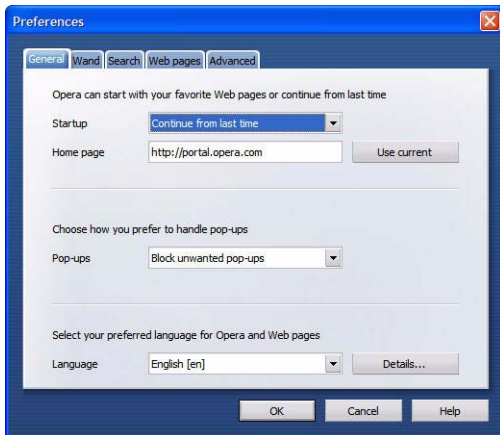 Preferences
General Wand Search Web pages Advanced
Opera can start with your favorite Web pages or continue from last time
Startup Continue from last time
Home page http://portal.opera.com Use current
Choose how you prefer to handle pop-ups
Pop-ups Block unwanted pop-ups
Select your preferred language for Opera and Web pages
Language English [en] Details...
OK Cancel Help